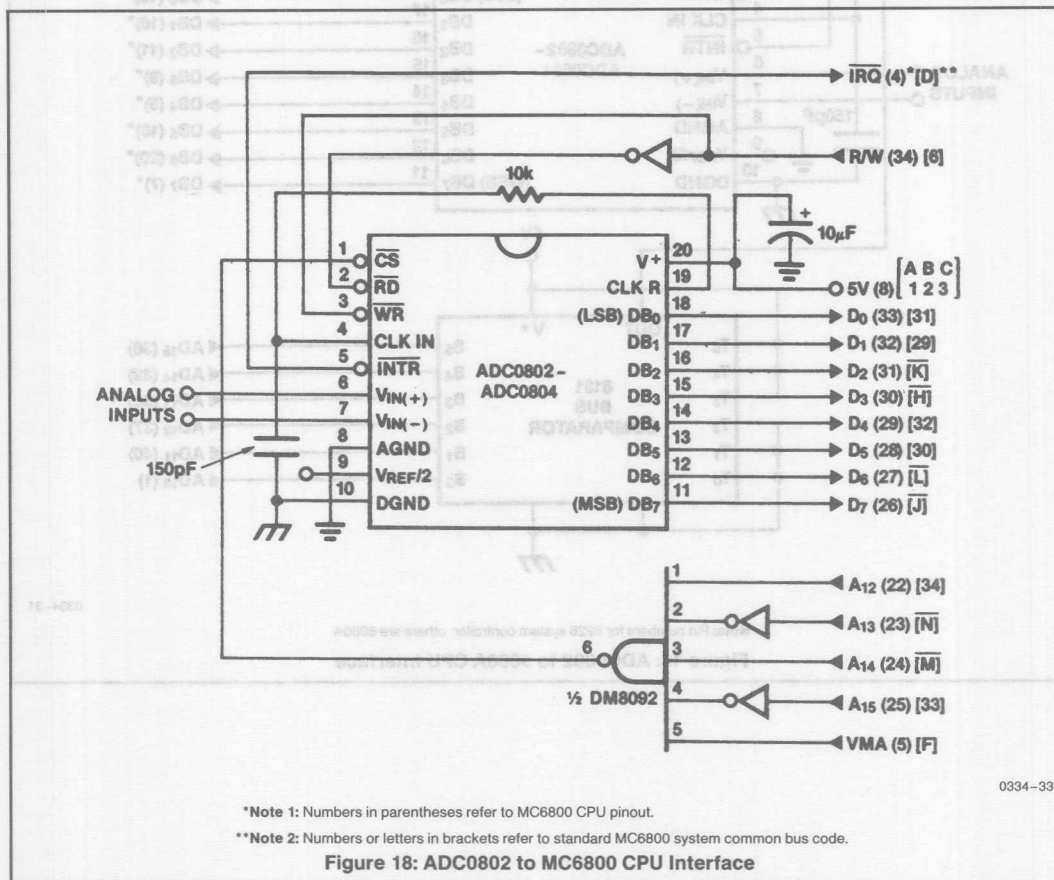 IRQ (4)*[D]**
R/W (34) [6]
10k
+
10μF
1 CS
2 RD
3 WR
4 CLK IN
5 INTR
6 VIN(+)
7 VIN(−)
8 AGND
9 VREF/2
10 DGND
ANALOG
INPUTS
150pF
ADC0802 –
ADC0804
V+ 20
CLK R 19
(LSB) DB0 18
DB1 17
DB2 16
DB3 15
DB4 14
DB5 13
DB6 12
(MSB) DB7 11
5V (8) [A B C
1 2 3]
D0 (33) [31]
D1 (32) [29]
D2 (31) [K]
D3 (30) [H]
D4 (29) [32]
D5 (28) [30]
D6 (27) [L]
D7 (26) [J]
1 A12 (22) [34]
2 A13 (23) [N]
3 A14 (24) [M]
4 A15 (25) [33]
5 VMA (5) [F]
6
½ DM8092
0334–33
*Note 1: Numbers in parentheses refer to MC6800 CPU pinout.
**Note 2: Numbers or letters in brackets refer to standard MC6800 system common bus code.
Figure 18: ADC0802 to MC6800 CPU Interface